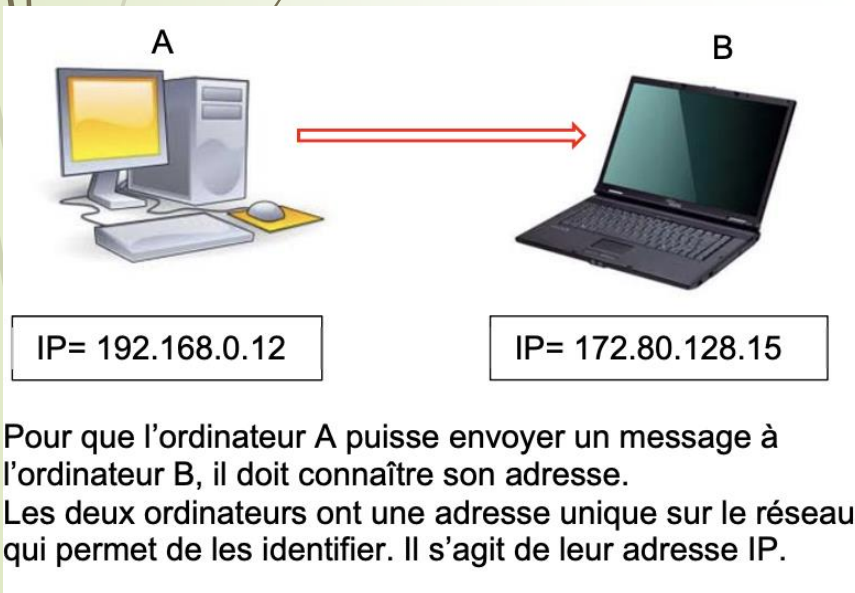 A
B
IP= 192.168.0.12
IP= 172.80.128.15
Pour que l’ordinateur A puisse envoyer un message à
l’ordinateur B, il doit connaître son adresse.
Les deux ordinateurs ont une adresse unique sur le réseau
qui permet de les identifier. Il s’agit de leur adresse IP.